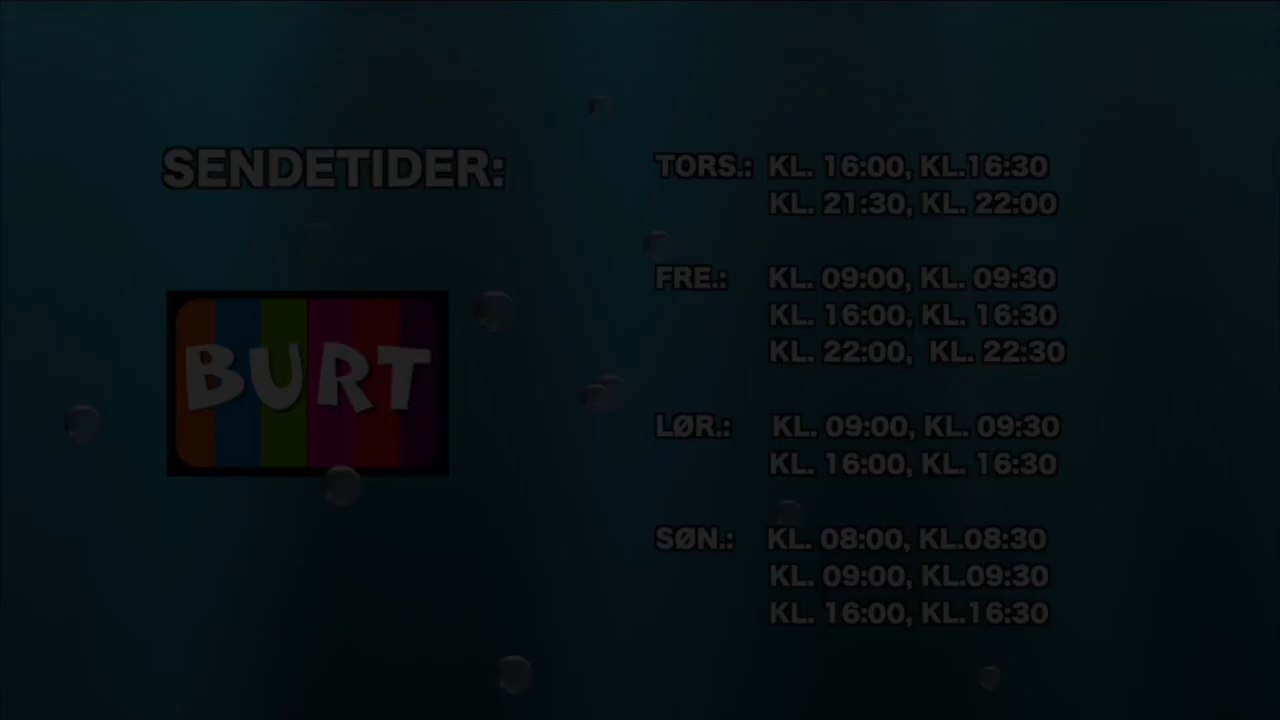 SENDETIDER:
BURT
TORS.: KL. 16:00, KL.16:30
KL. 21:30, KL. 22:00
FRE.: KL. 09:00, KL. 09:30
KL. 16:00, KL. 16:30
KL. 22:00, KL. 22:30
LØR.: KL. 09:00, KL. 09:30
KL. 16:00, KL. 16:30
SØN.: KL. 08:00, KL.08:30
KL. 09:00, KL.09:30
KL. 16:00, KL.16:30